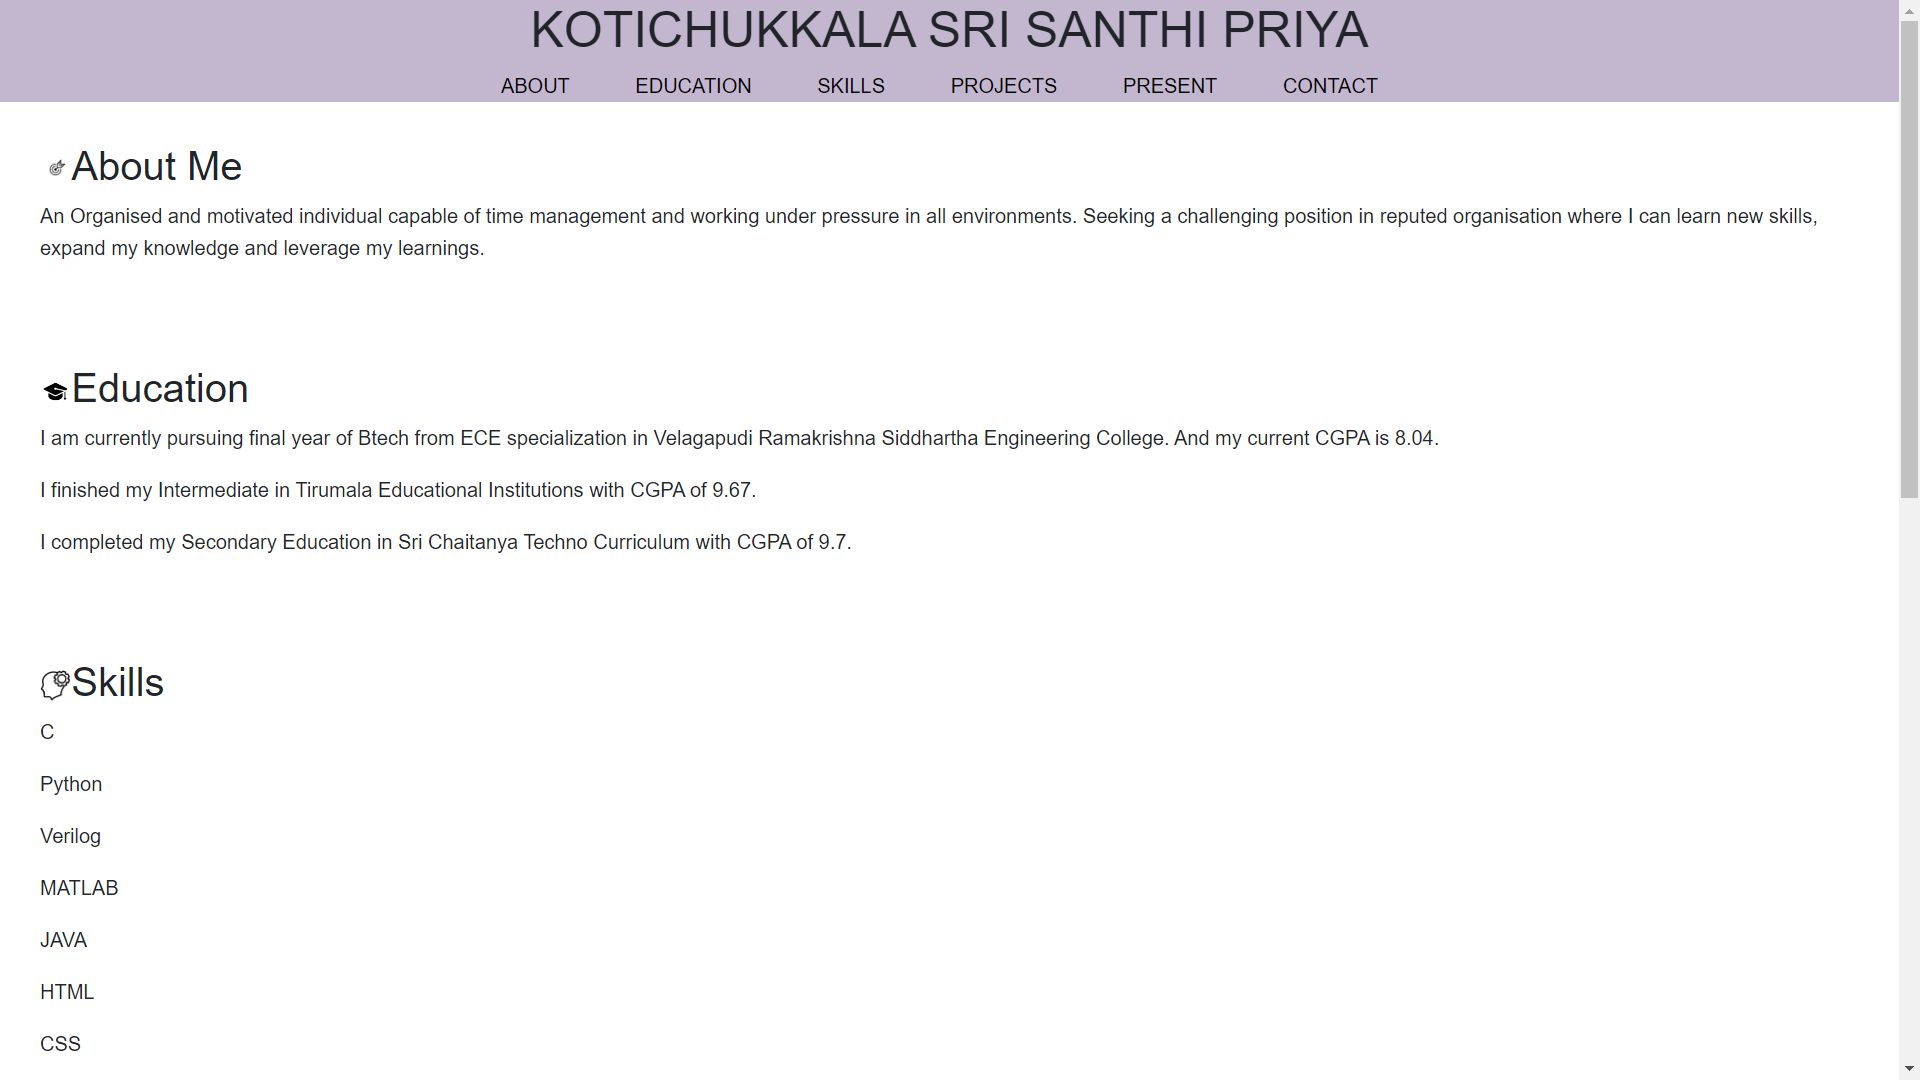 KOTICHUKKALA SRI SANTHI PRIYA
ABOUT EDUCATION SKILLS PROJECTS PRESENT CONTACT
About Me
An Organised and motivated individual capable of time management and working under pressure in all environments. Seeking a challenging position in reputed organisation where I can learn new skills,
expand my knowledge and leverage my learnings.
Education
I am currently pursuing final year of Btech from ECE specialization in Velagapudi Ramakrishna Siddhartha Engineering College. And my current CGPA is 8.04.
I finished my Intermediate in Tirumala Educational Institutions with CGPA of 9.67.
I completed my Secondary Education in Sri Chaitanya Techno Curriculum with CGPA of 9.7.
Skills
C
Python
Verilog
MATLAB
JAVA
HTML
CSS